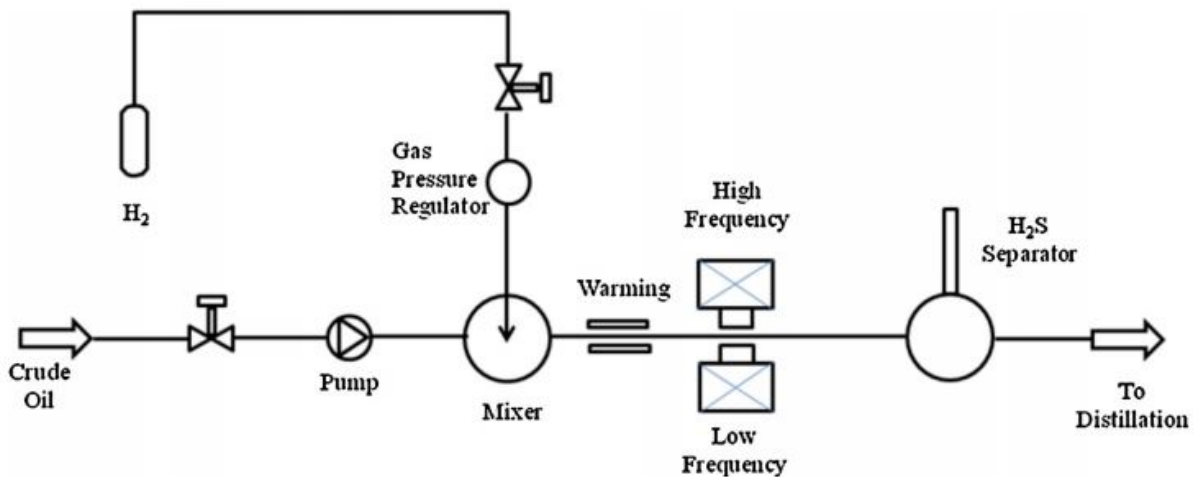 Gas
Pressure
Regulator
H₂
High
Frequency
H₂S
Separator
Warming
Crude
Oil
Pump
Mixer
Low
Frequency
To
Distillation